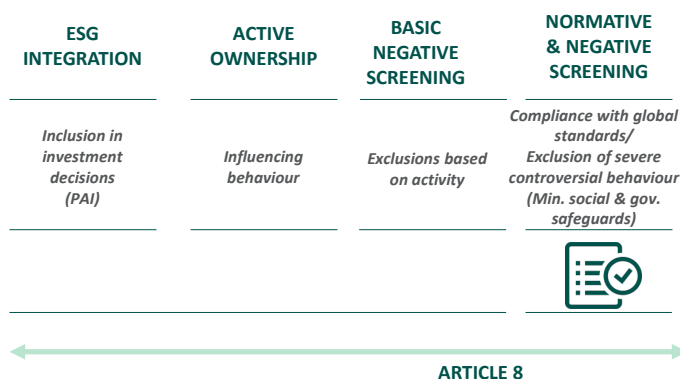 ESG
INTEGRATION
ACTIVE
OWNERSHIP
BASIC
NEGATIVE
SCREENING
NORMATIVE
& NEGATIVE
SCREENING
Inclusion in
investment
decisions
(PAI)
Influencing
behaviour
Exclusions based
on activity
Compliance with global
standards/
Exclusion of severe
controversial behaviour
(Min. social & gov.
safeguards)
ARTICLE 8